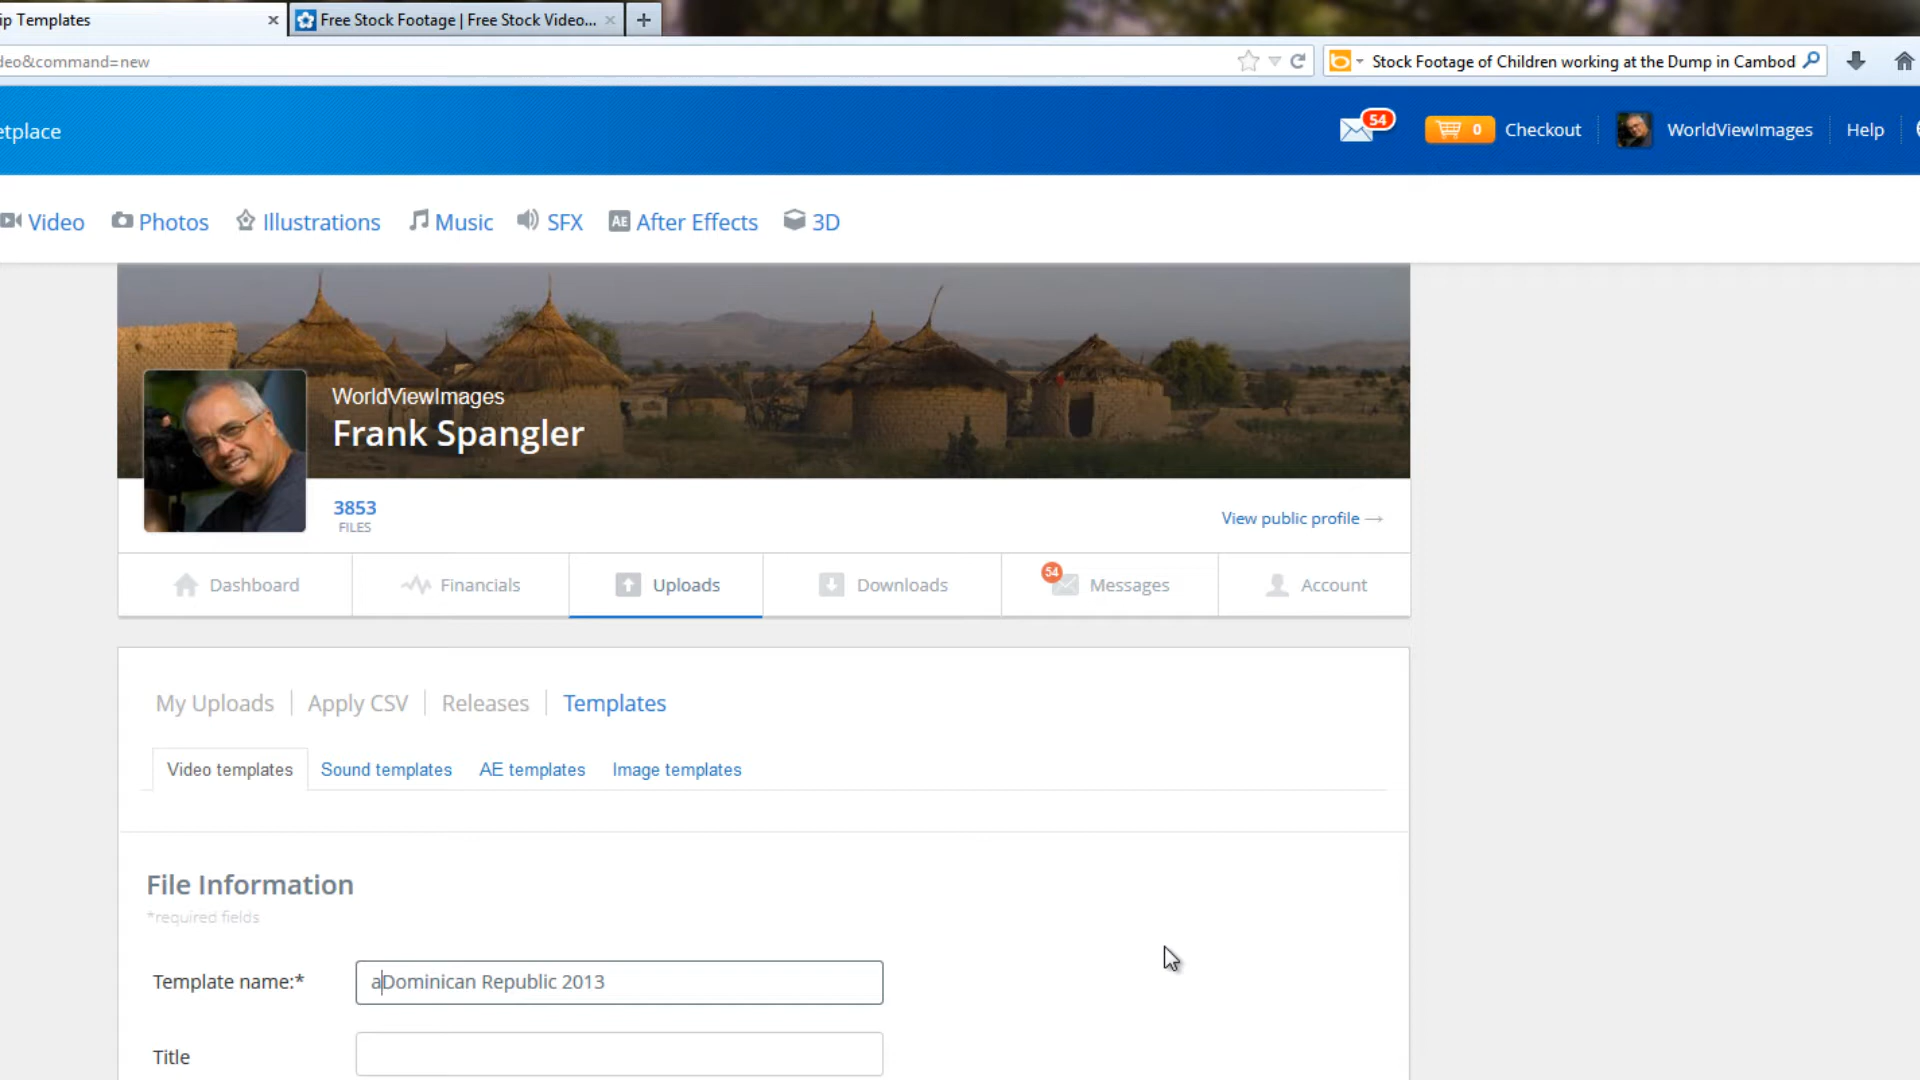 ip Templates
Free Stock Footage | Free Stock Video...
deo&command=new
Stock Footage of Children working at the Dump in Cambod
etplace
54
0
Checkout
WorldViewImages
Help
Video
Photos
Illustrations
Music
SFX
AE
After Effects
3D
WorldViewImages
Frank Spangler
3853
FILES
View public profile →
Dashboard
Financials
Uploads
Downloads
54
Messages
Account
My Uploads
Apply CSV
Releases
Templates
Video templates
Sound templates
AE templates
Image templates
File Information
*required fields
Template name:*
aDominican Republic 2013
Title